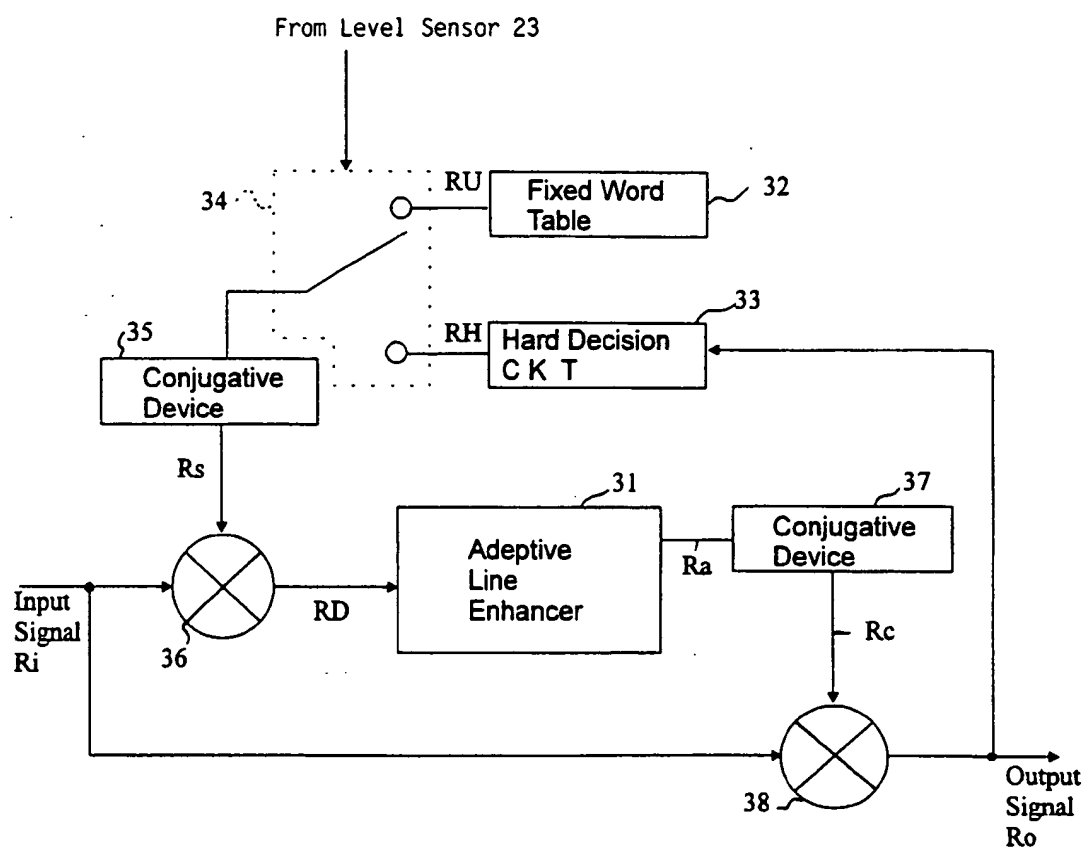 From Level Sensor 23
34
RU
Fixed Word
Table
32
33
RH
Hard Decision
C K T
35
Conjugative
Device
Rs
31
37
Adeptive
Line
Enhancer
Ra
Conjugative
Device
Input
Signal
Ri
36
RD
Rc
38
Output
Signal
Ro